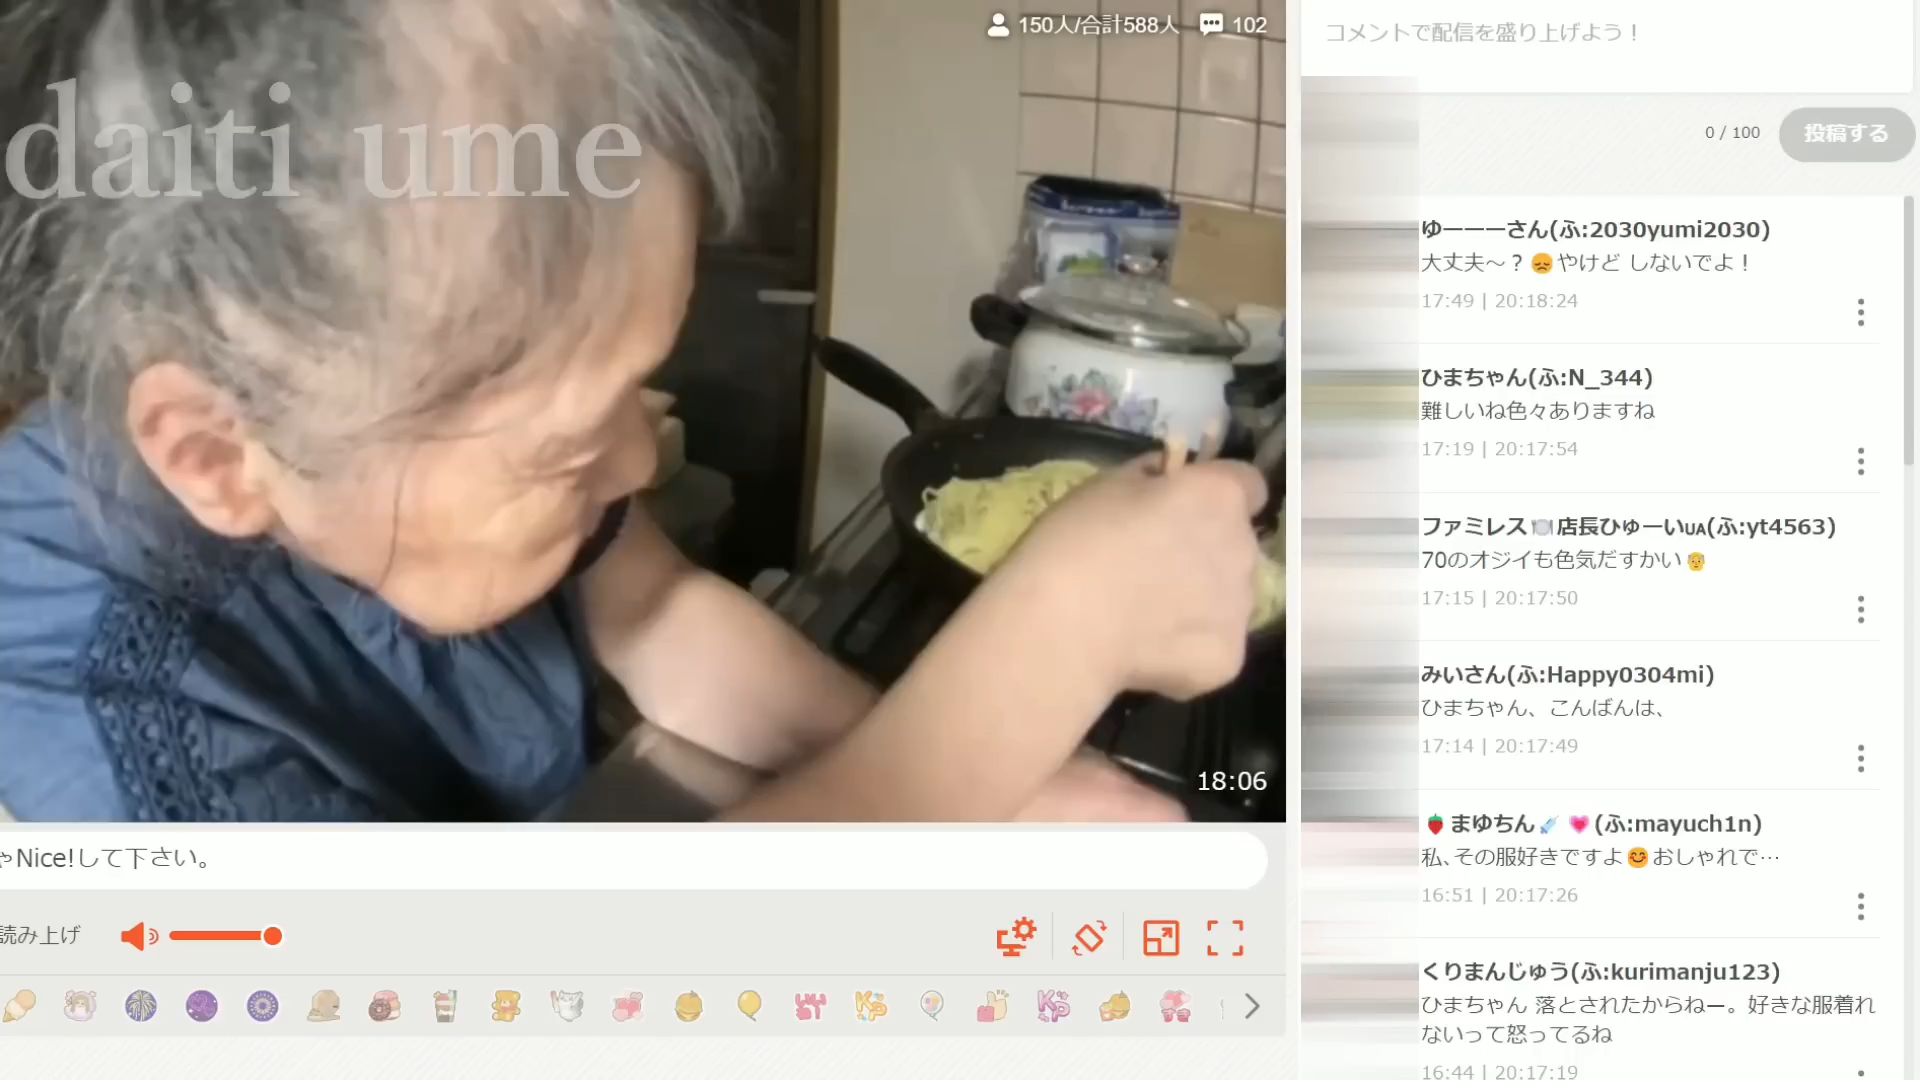 150人/合計588人 102
daiti ume
18:06
Nice!して下さい。
読み上げ
コメントで配信を盛り上げよう！
0 / 100
投稿する
ゆーーーさん(ふ:2030yumi2030)
大丈夫～？😞やけど しないでよ！
17:49 | 20:18:24
ひまちゃん(ふ:N_344)
難しいね色々ありますね
17:19 | 20:17:54
ファミレス🍽️店長ひゅーいUA(ふ:yt4563)
70のオジイも色気だすかい👴
17:15 | 20:17:50
みいさん(ふ:Happy0304mi)
ひまちゃん、こんばんは、
17:14 | 20:17:49
🍓まゆちん💉💗(ふ:mayuch1n)
私､その服好きですよ😊おしゃれで…
16:51 | 20:17:26
くりまんじゅう(ふ:kurimanju123)
ひまちゃん 落とされたからねー。好きな服着れ
ないって怒ってるね
16:44 | 20:17:19